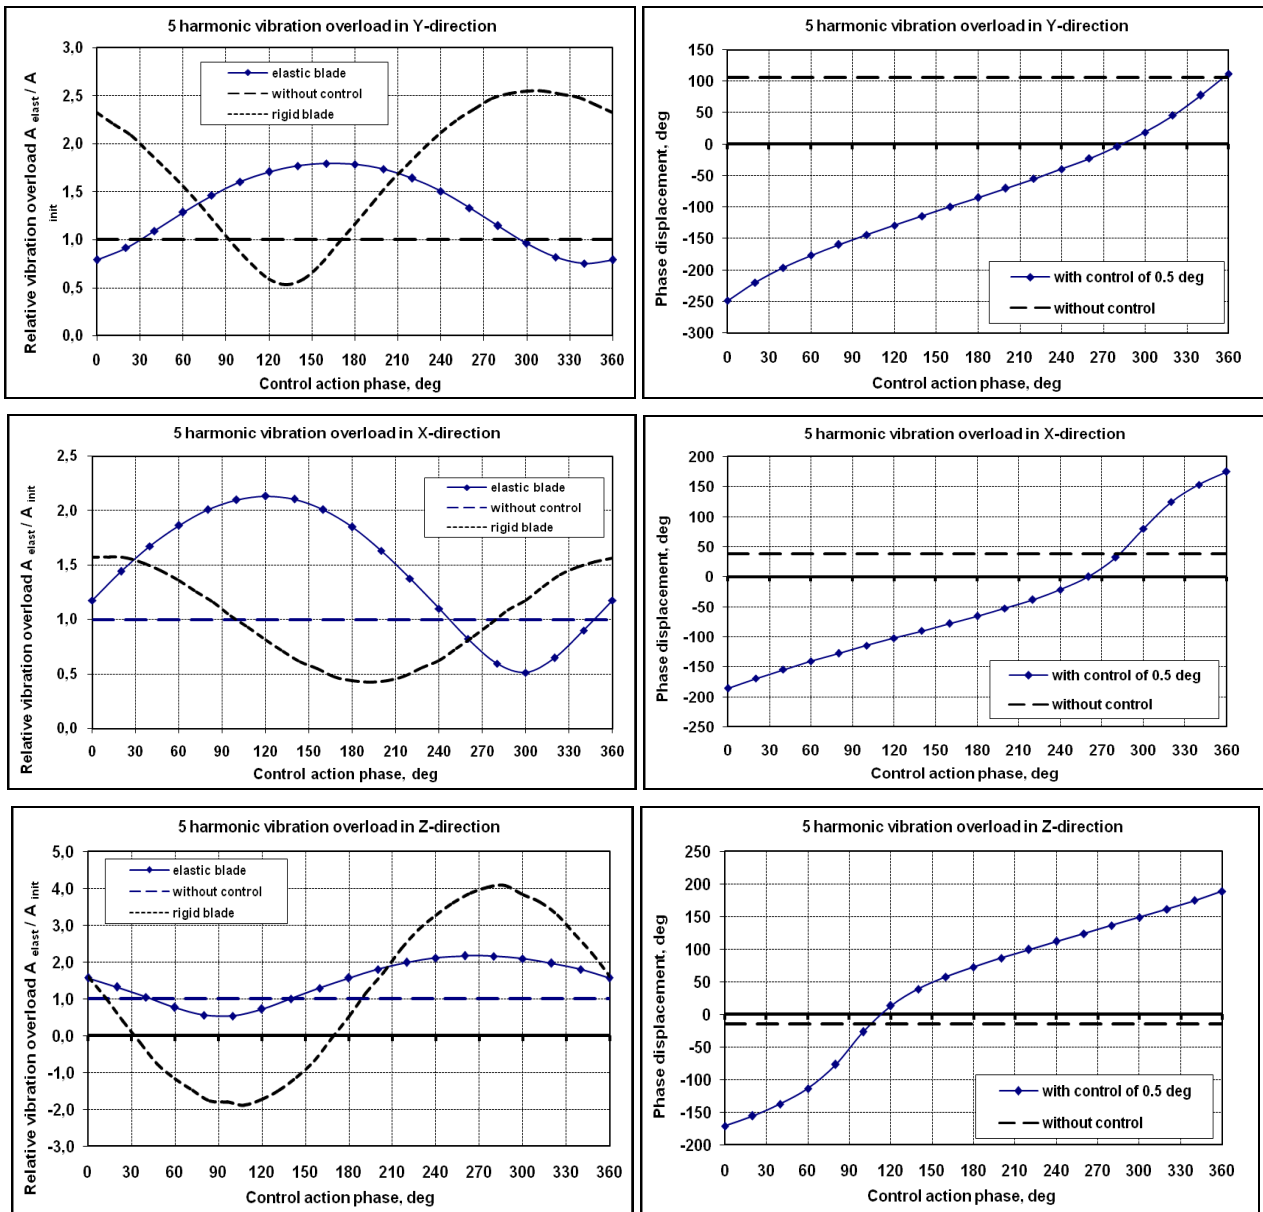 5 harmonic vibration overload in Y-direction
3,0
2,5
2,0
1,5
1,0
0,5
0,0
Relative vibration overload A elast / A init
elastic blade
without control
rigid blade
0 30 60 90 120 150 180 210 240 270 300 330 360
Control action phase, deg
5 harmonic vibration overload in Y-direction
150
100
50
0
-50
-100
-150
-200
-250
-300
Phase displacement, deg
with control of 0.5 deg
without control
0 30 60 90 120 150 180 210 240 270 300 330 360
Control action phase, deg
5 harmonic vibration overload in X-direction
2,5
2,0
1,5
1,0
0,5
0,0
Relative vibration overload A elast / A init
elastic blade
without control
rigid blade
0 30 60 90 120 150 180 210 240 270 300 330 360
Control action phase, deg
5 harmonic vibration overload in X-direction
200
150
100
50
0
-50
-100
-150
-200
-250
Phase displacement, deg
with control of 0.5 deg
without control
0 30 60 90 120 150 180 210 240 270 300 330 360
Control action phase, deg
5 harmonic vibration overload in Z-direction
5,0
4,0
3,0
2,0
1,0
0,0
-1,0
-2,0
-3,0
Relative vibration overload A elast / A init
elastic blade
without control
rigid blade
0 30 60 90 120 150 180 210 240 270 300 330 360
Control action phase, deg
5 harmonic vibration overload in Z-direction
250
200
150
100
50
0
-50
-100
-150
-200
Phase displacement, deg
with control of 0.5 deg
without control
0 30 60 90 120 150 180 210 240 270 300 330 360
Control action phase, deg